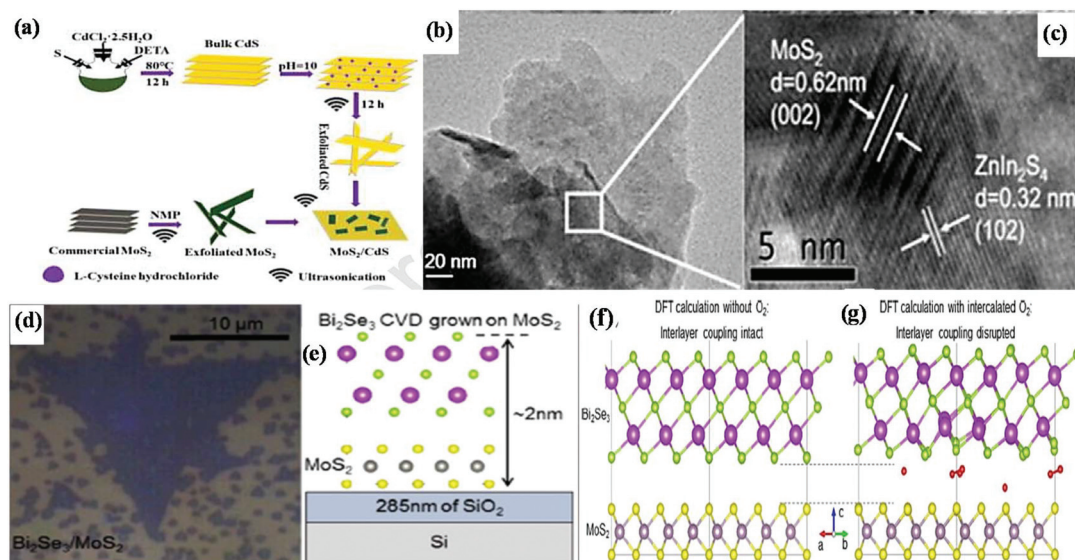 (a)
CdCl₂·2.5H₂O
S
DETA
80℃
12 h
Bulk CdS
pH=10
12 h
Exfoliated CdS
NMP
Commercial MoS₂
Exfoliated MoS₂
MoS₂/CdS
L-Cysteine hydrochloride
Ultrasonication
(b)
20 nm
(c)
MoS₂
d=0.62nm
(002)
ZnIn₂S₄
d=0.32 nm
(102)
5 nm
(d)
10 µm
Bi₂Se₃/MoS₂
(e)
Bi₂Se₃ CVD grown on MoS₂
~2nm
MoS₂
285nm of SiO₂
Si
(f)
DFT calculation without O₂:
Interlayer coupling intact
Bi₂Se₃
MoS₂
c
a
b
(g)
DFT calculation with intercalated O₂:
Interlayer coupling disrupted